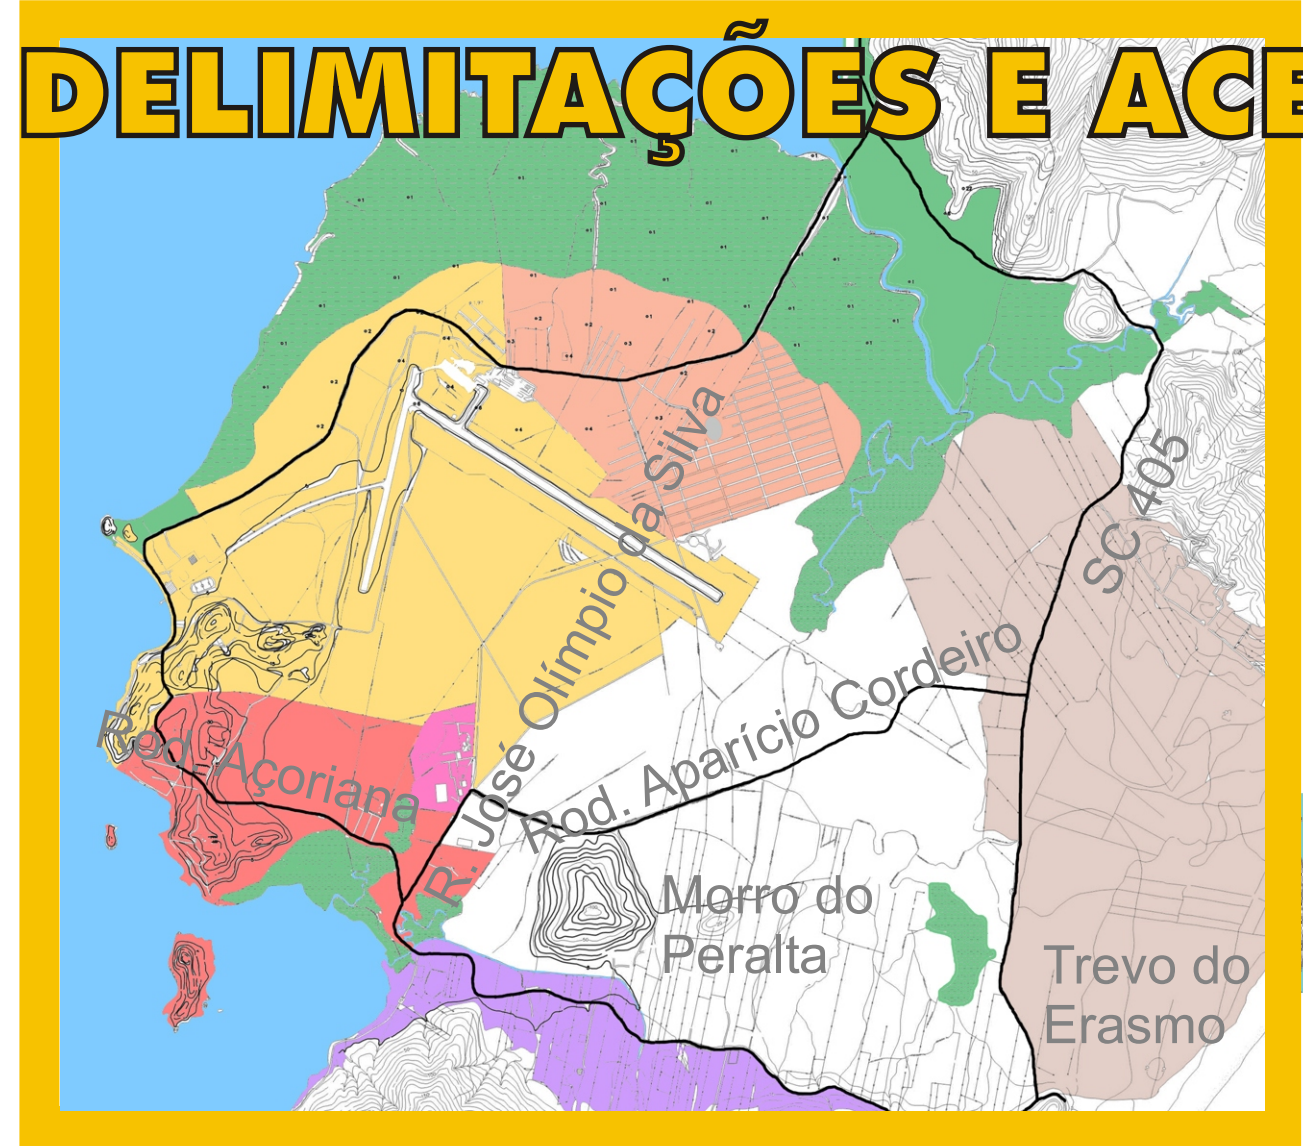 DELIMITAÇÕES E ACE
R. José Olímpio da Silva
SC 405
Rod. Aparício Cordeiro
Rod. Açoriana
Morro do
Peralta
Trevo do
Erasmo